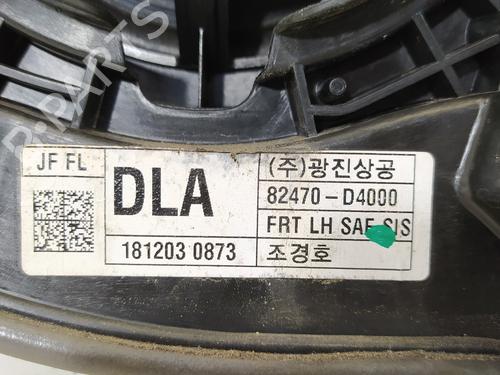 JF FL
DLA
181203 0873
(주)광진상공
82470-D4000
FRT LH SAF SIS
조경호
B-PARTS